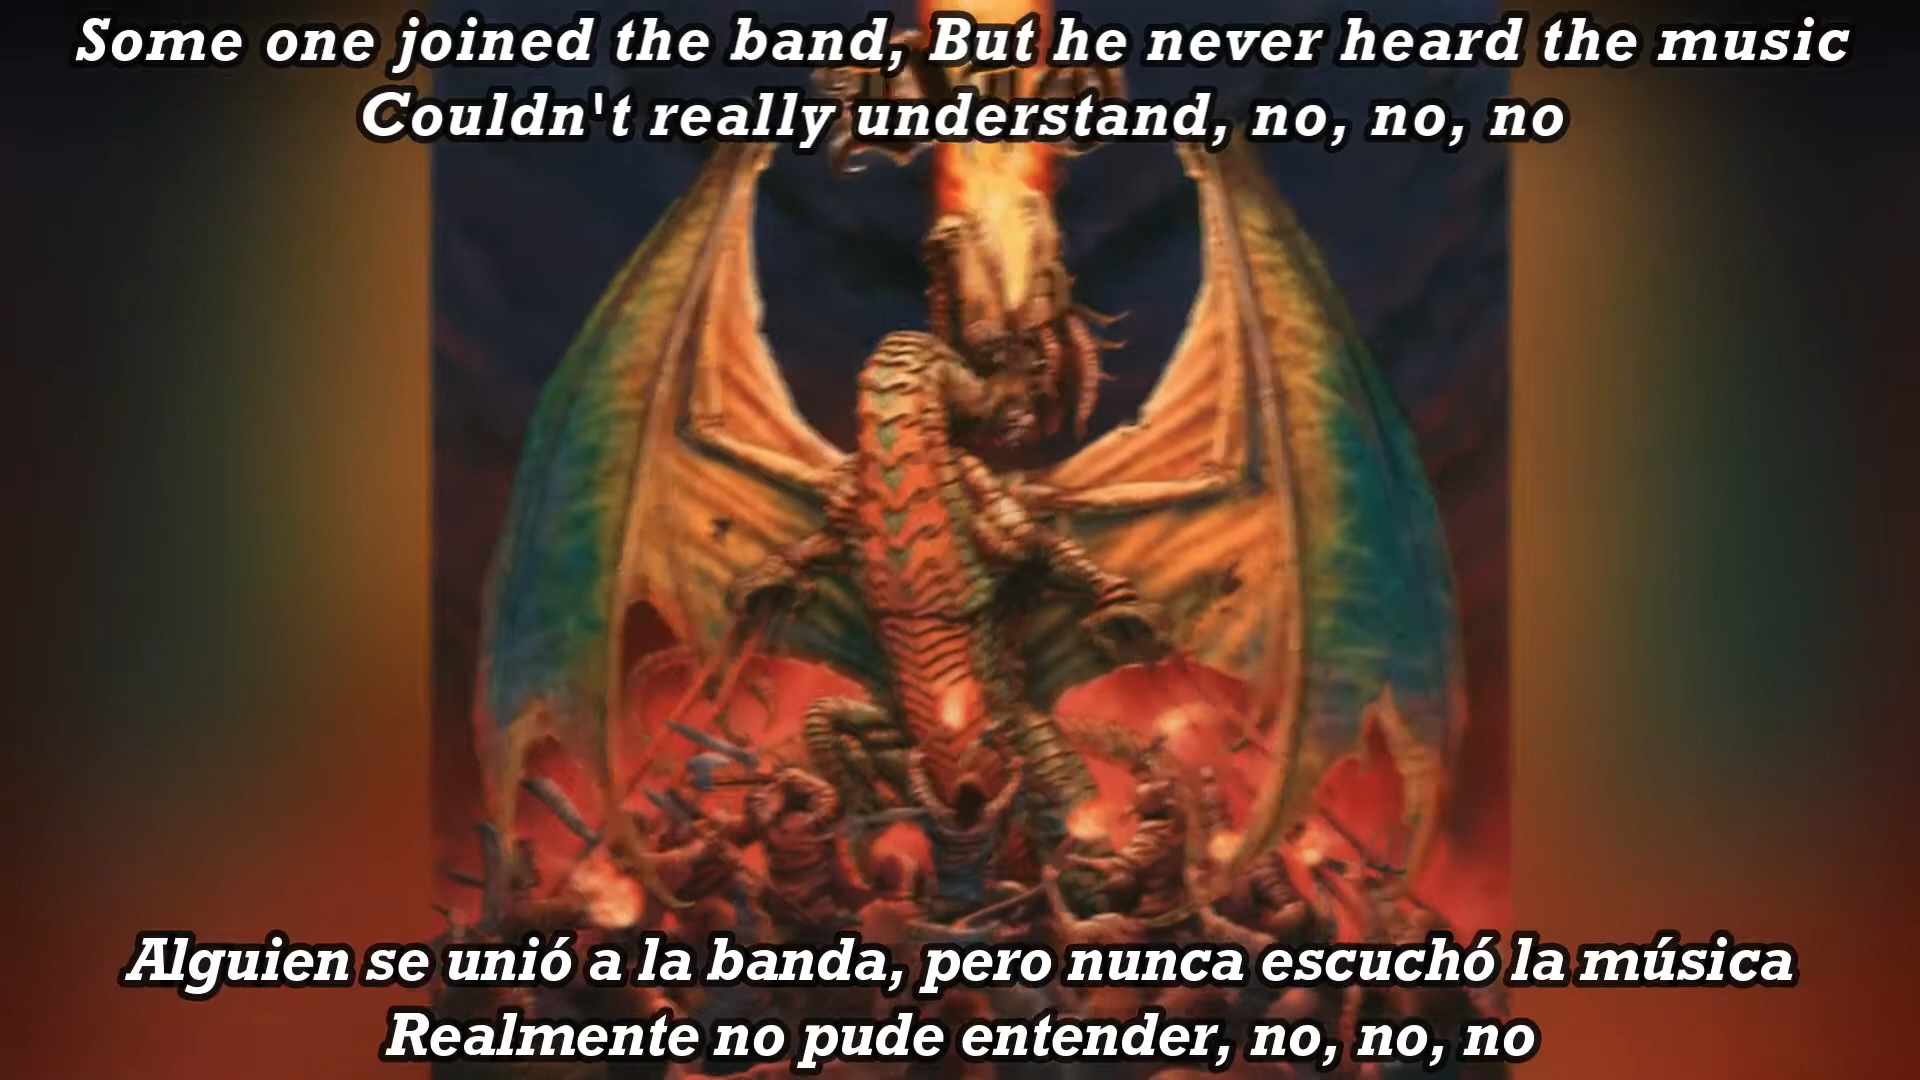 Some one joined the band, But he never heard the music
Couldn't really understand, no, no, no
Alguien se unió a la banda, pero nunca escuchó la música
Realmente no pude entender, no, no, no